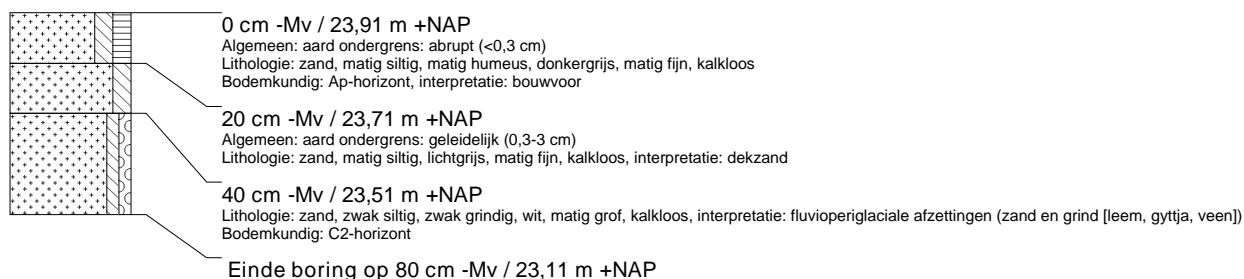 0 cm -Mv / 23,91 m +NAP
Algemeen: aard ondergrens: abrupt (<0,3 cm)
Lithologie: zand, matig siltig, matig humeus, donkergrijs, matig fijn, kalkloos
Bodemkundig: Ap-horizont, interpretatie: bouwvoor
20 cm -Mv / 23,71 m +NAP
Algemeen: aard ondergrens: geleidelijk (0,3-3 cm)
Lithologie: zand, matig siltig, lichtgrijs, matig fijn, kalkloos, interpretatie: dekzand
40 cm -Mv / 23,51 m +NAP
Lithologie: zand, zwak siltig, zwak grindig, wit, matig grof, kalkloos, interpretatie: fluvioperiglaciale afzettingen (zand en grind [leem, gyttja, veen])
Bodemkundig: C2-horizont
Einde boring op 80 cm -Mv / 23,11 m +NAP